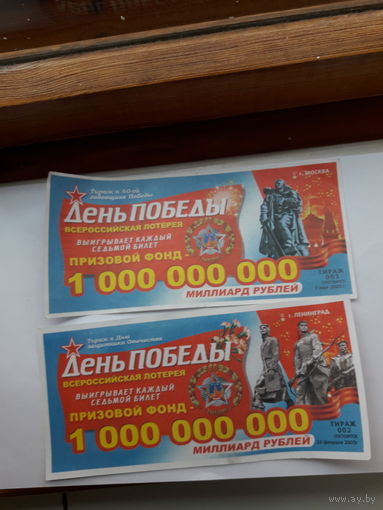 Тираж к 60-ой
годовщине Победы
г. МОСКВА
День ПОБЕДЫ
ВСЕРОССИЙСКАЯ ЛОТЕРЕЯ
ВЫИГРЫВАЕТ КАЖДЫЙ
СЕДЬМОЙ БИЛЕТ
ПРИЗОВОЙ ФОНД
1 000 000 000
МИЛЛИАРД РУБЛЕЙ
ТИРАЖ
003
Тираж к Дню
защитника Отечества
г. ЛЕНИНГРАД
День ПОБЕДЫ
ВСЕРОССИЙСКАЯ ЛОТЕРЕЯ
ВЫИГРЫВАЕТ КАЖДЫЙ
СЕДЬМОЙ БИЛЕТ
ПРИЗОВОЙ ФОНД
1 000 000 000
МИЛЛИАРД РУБЛЕЙ
ТИРАЖ
002
www.ay.by